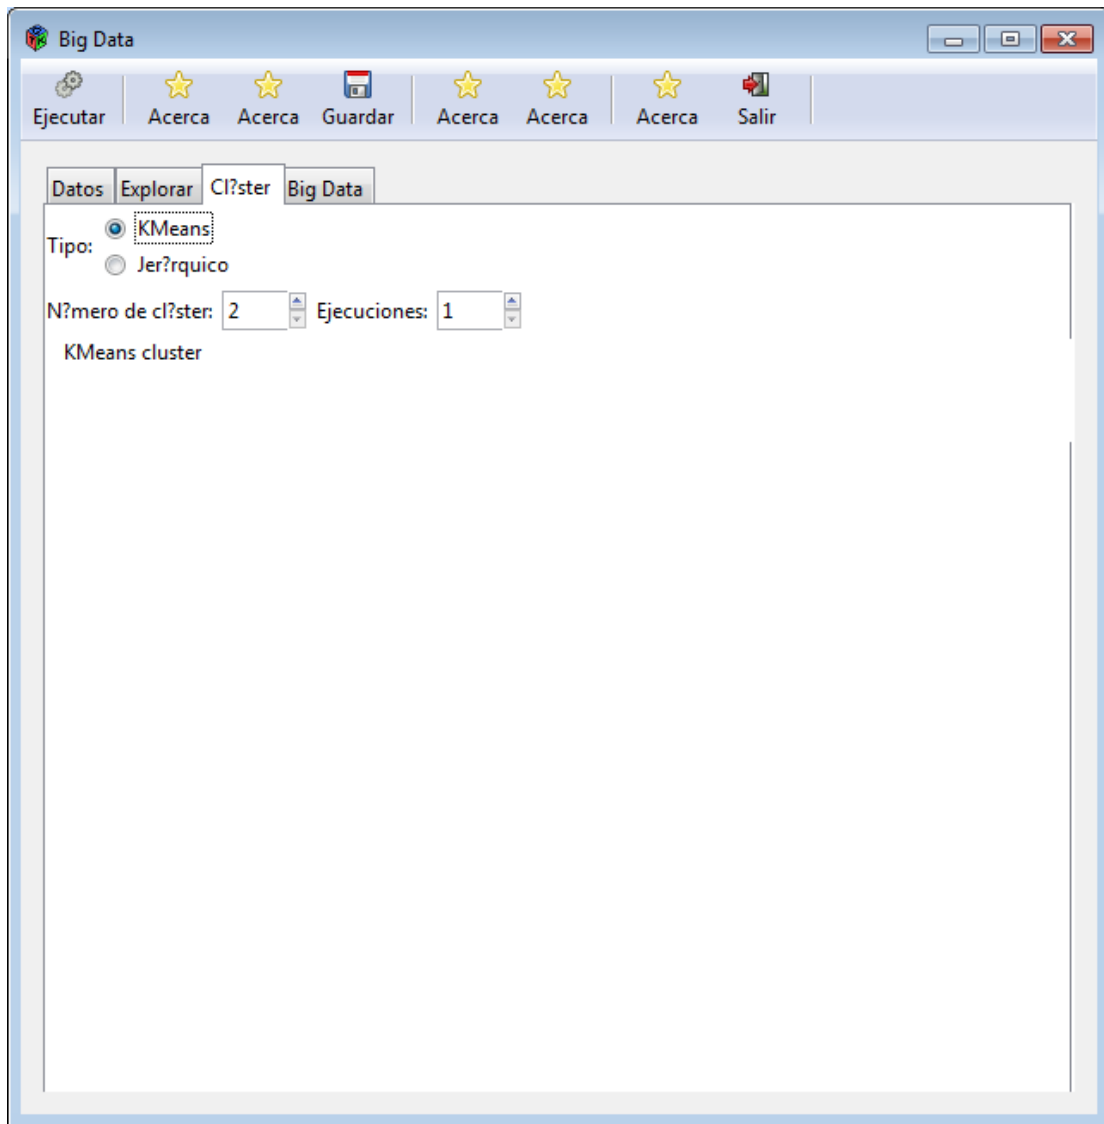 Big Data
Ejecutar Acerca Acerca Guardar Acerca Acerca Acerca Salir
Datos Explorar Cl?ster Big Data
Tipo: KMeans
Jer?rquico
N?mero de cl?ster: 2 Ejecuciones: 1
KMeans cluster